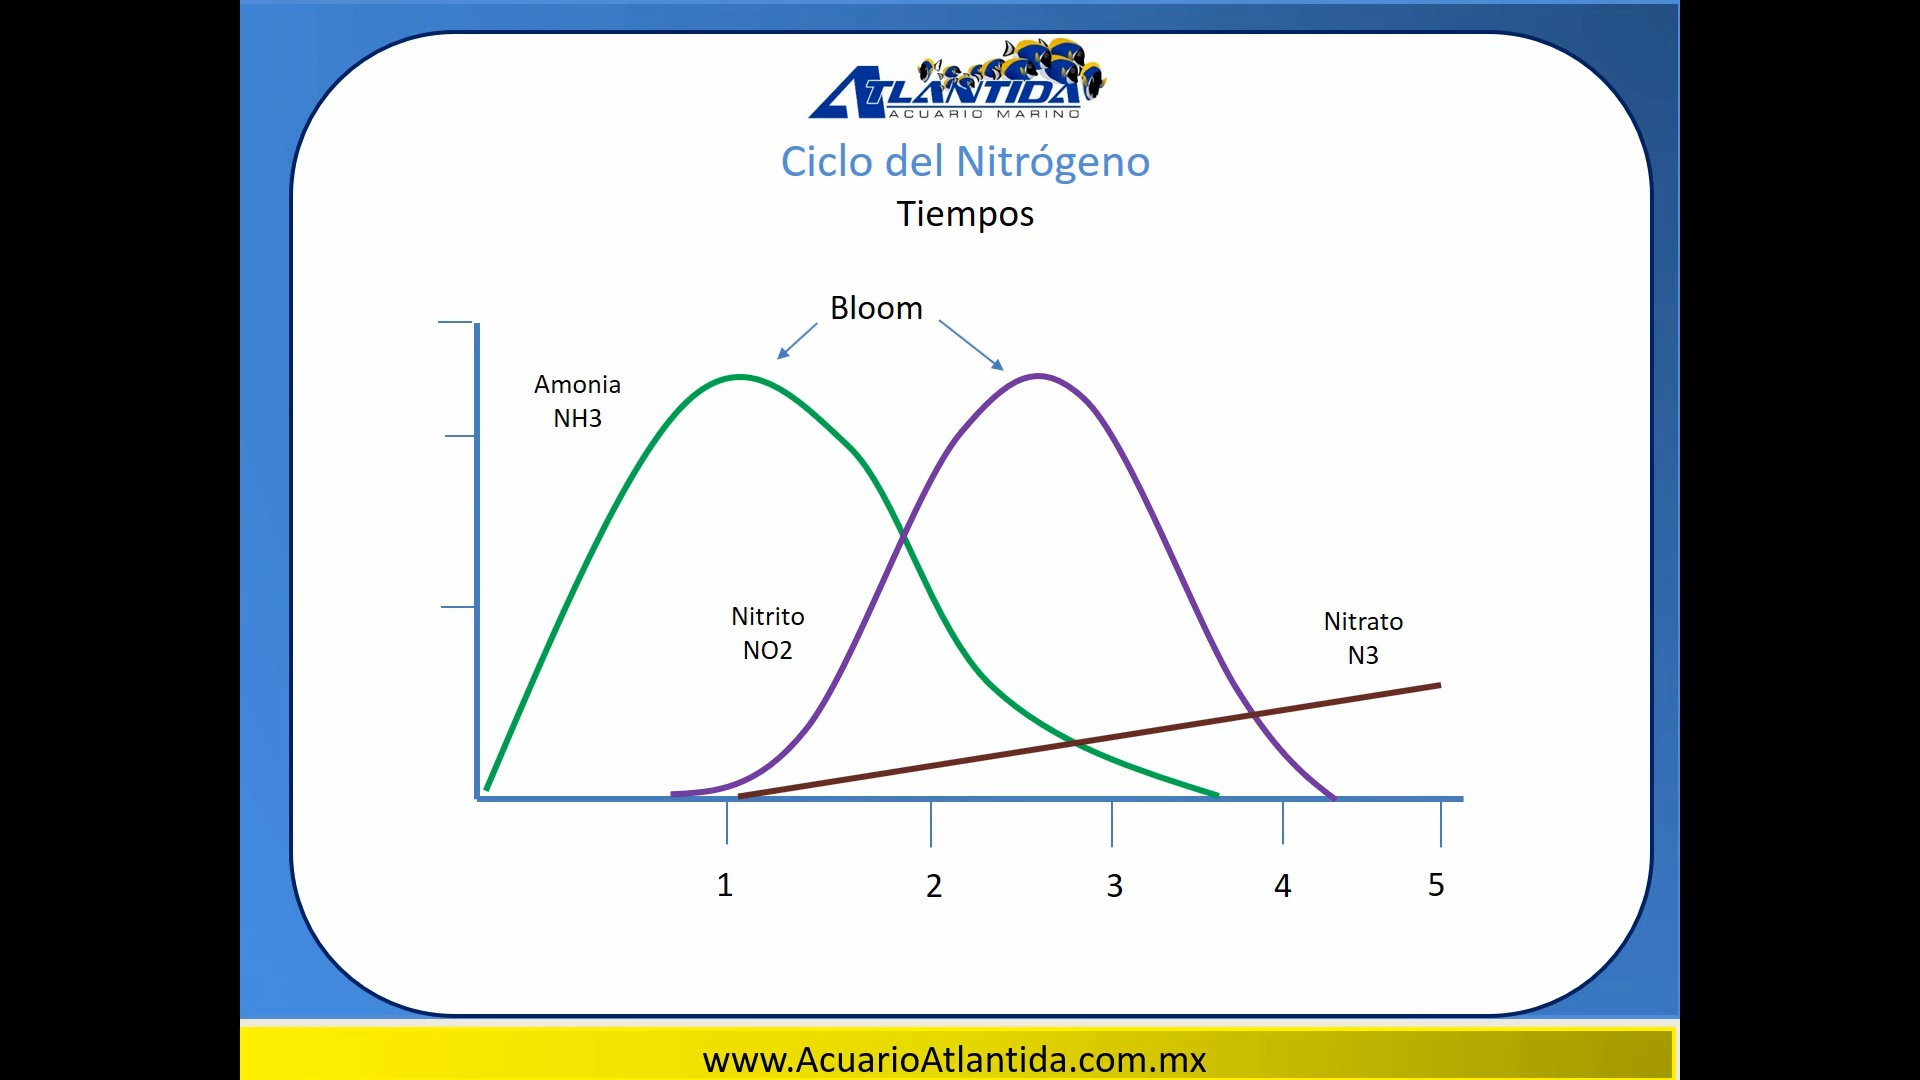 ATLANTIDA
ACUARIO MARINO
Ciclo del Nitrógeno
Tiempos
Bloom
Amonia
NH3
Nitrito
NO2
Nitrato
N3
1 2 3 4 5
www.AcuarioAtlantida.com.mx